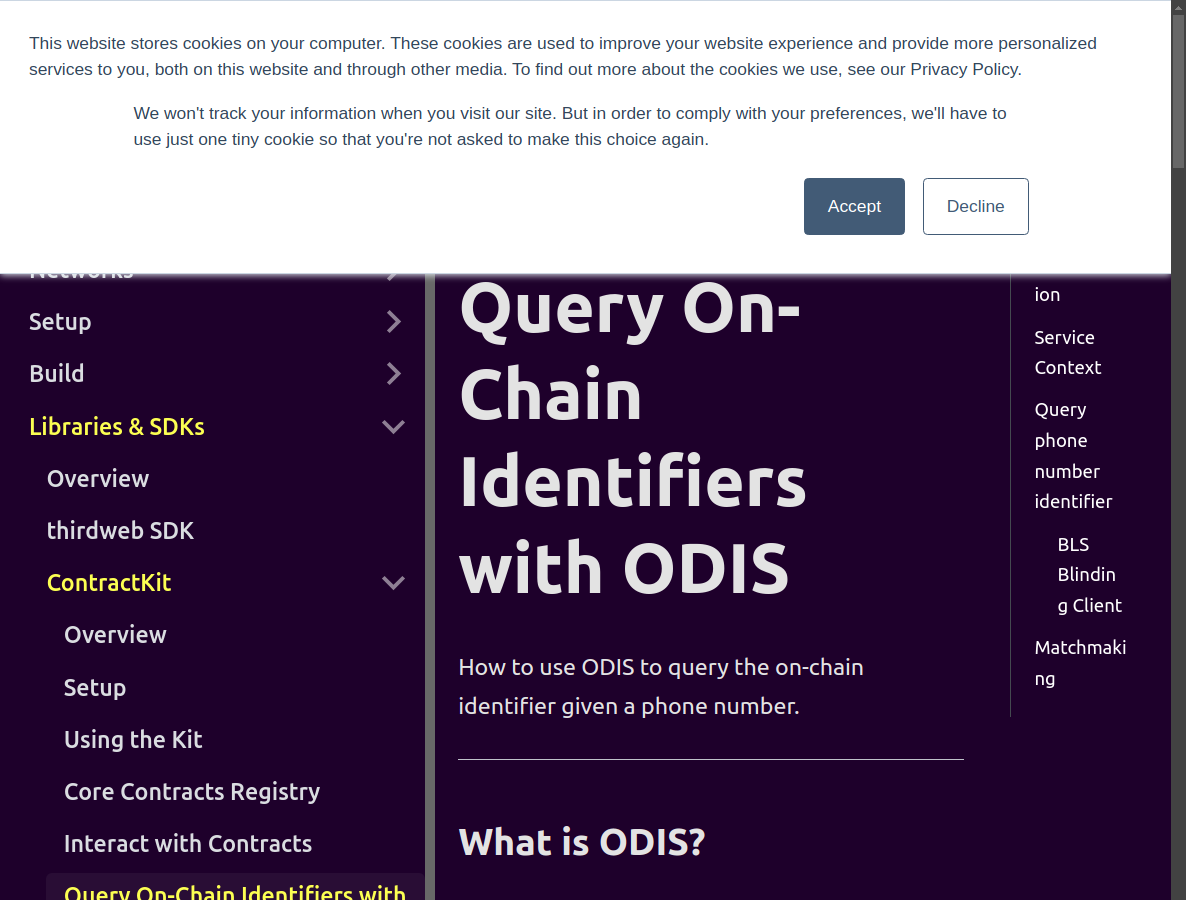 This website stores cookies on your computer. These cookies are used to improve your website experience and provide more personalized
services to you, both on this website and through other media. To find out more about the cookies we use, see our Privacy Policy.
We won't track your information when you visit our site. But in order to comply with your preferences, we'll have to
use just one tiny cookie so that you're not asked to make this choice again.
Accept
Decline
Networks
Setup
Build
Libraries & SDKs
Overview
thirdweb SDK
ContractKit
Overview
Setup
Using the Kit
Core Contracts Registry
Interact with Contracts
Query On-Chain Identifiers with
Query On-
Chain
Identifiers
with ODIS
How to use ODIS to query the on-chain
identifier given a phone number.
What is ODIS?
ion
Service
Context
Query
phone
number
identifier
BLS
Blindin
g Client
Matchmaki
ng